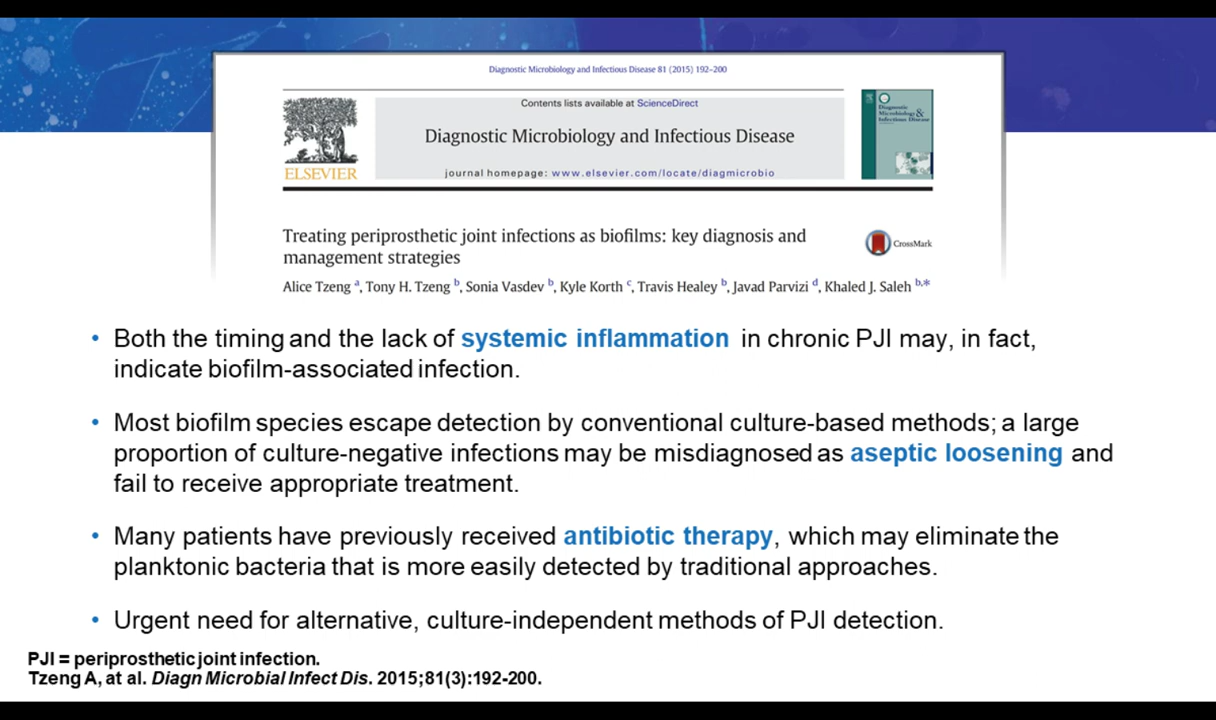 Diagnostic Microbiology and Infectious Disease 81 (2015) 192–200
Contents lists available at ScienceDirect
Diagnostic Microbiology and Infectious Disease
journal homepage: www.elsevier.com/locate/diagmicrobio
ELSEVIER
Diagnostic
Microbiology &
Infectious Disease
Treating periprosthetic joint infections as biofilms: key diagnosis and
management strategies
CrossMark
Alice Tzeng a, Tony H. Tzeng b, Sonia Vasdev b, Kyle Korth c, Travis Healey b, Javad Parvizi d, Khaled J. Saleh b,*
• Both the timing and the lack of systemic inflammation in chronic PJI may, in fact,
indicate biofilm-associated infection.
• Most biofilm species escape detection by conventional culture-based methods; a large
proportion of culture-negative infections may be misdiagnosed as aseptic loosening and
fail to receive appropriate treatment.
• Many patients have previously received antibiotic therapy, which may eliminate the
planktonic bacteria that is more easily detected by traditional approaches.
• Urgent need for alternative, culture-independent methods of PJI detection.
PJI = periprosthetic joint infection.
Tzeng A, at al. Diagn Microbial Infect Dis. 2015;81(3):192-200.